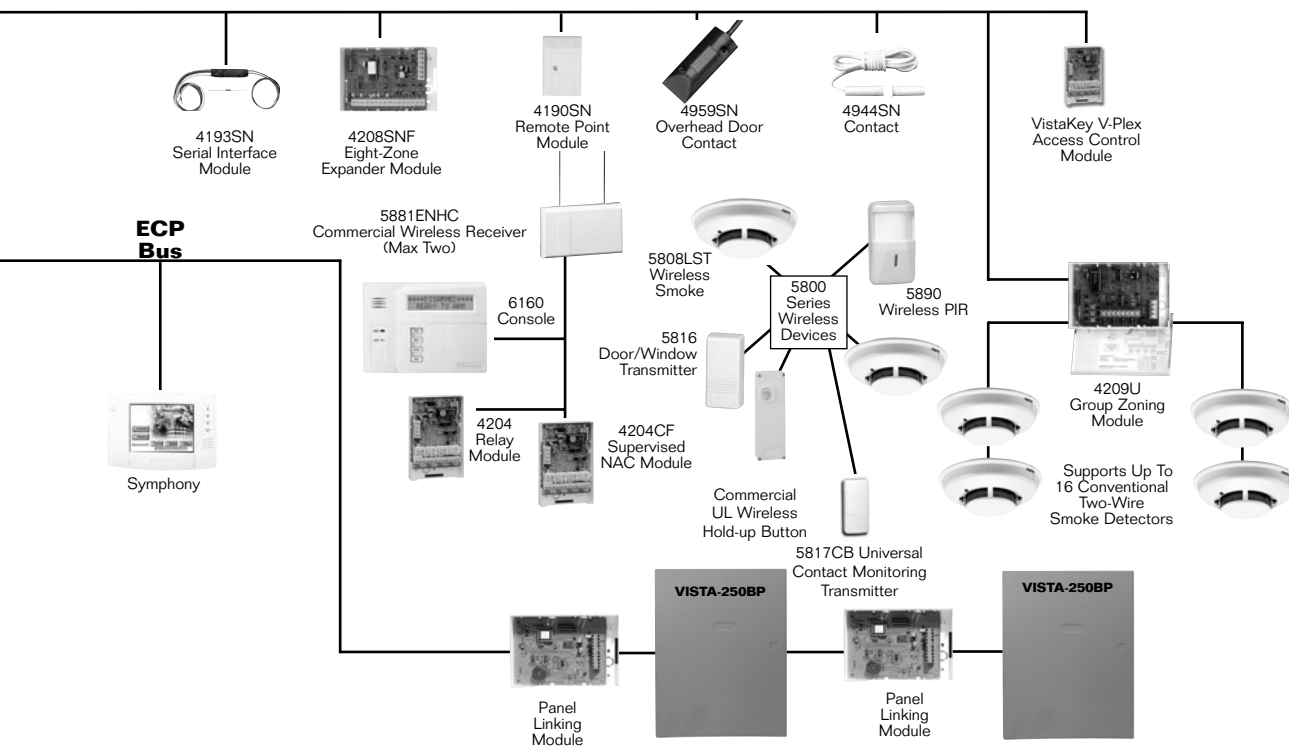 4193SN
Serial Interface
Module
4208SNF
Eight-Zone
Expander Module
4190SN
Remote Point
Module
4959SN
Overhead Door
Contact
4944SN
Contact
VistaKey V-Plex
Access Control
Module
ECP
Bus
5881ENHC
Commercial Wireless Receiver
(Max Two)
****DISARMED****
READY TO ARM
6160
Console
5808LST
Wireless
Smoke
5800
Series
Wireless
Devices
5890
Wireless PIR
5816
Door/Window
Transmitter
4209U
Group Zoning
Module
4204
Relay
Module
4204CF
Supervised
NAC Module
Symphony
Commercial
UL Wireless
Hold-up Button
Supports Up To
16 Conventional
Two-Wire
Smoke Detectors
5817CB Universal
Contact Monitoring
Transmitter
VISTA-250BP
VISTA-250BP
Panel
Linking
Module
Panel
Linking
Module